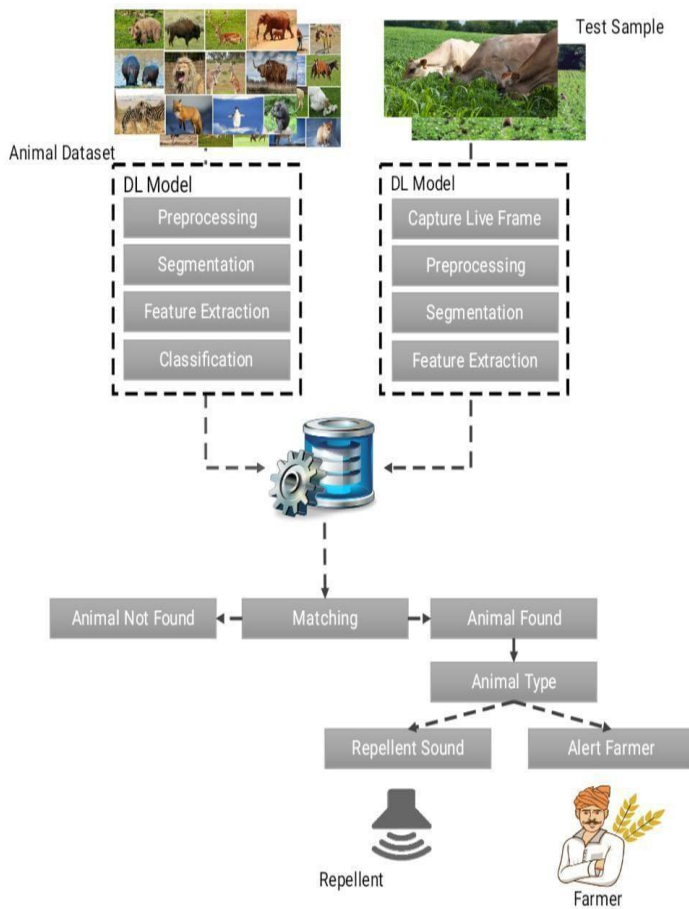 Test Sample
Animal Dataset
DL Model
Preprocessing
Segmentation
Feature Extraction
Classification
DL Model
Capture Live Frame
Preprocessing
Segmentation
Feature Extraction
Animal Not Found
Matching
Animal Found
Animal Type
Repellent Sound
Alert Farmer
Repellent
Farmer